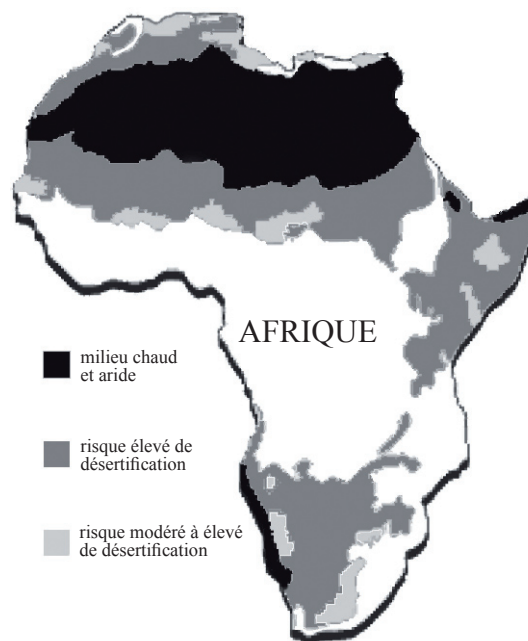 AFRIQUE
milieu chaud
et aride
risque élevé de
désertification
risque modéré à élevé
de désertification